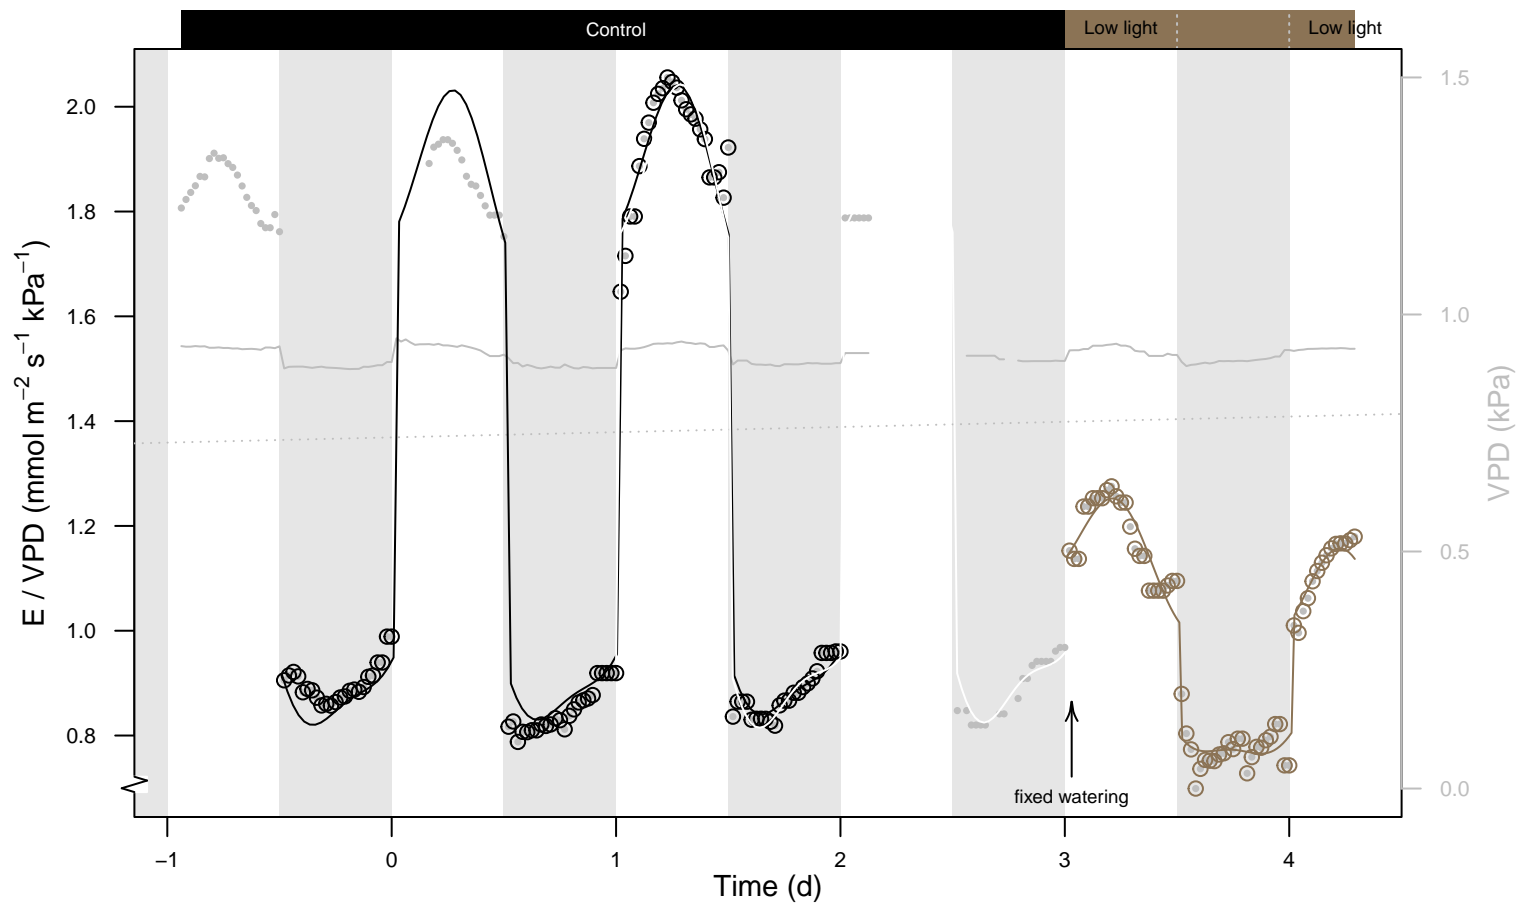 Control
Low light
Low light
2.0
1.8
1.6
1.4
1.2
1.0
0.8
E / VPD (mmol m−2 s−1 kPa−1)
1.5
1.0
0.5
0.0
VPD (kPa)
fixed watering
−1
0
1
2
3
4
Time (d)